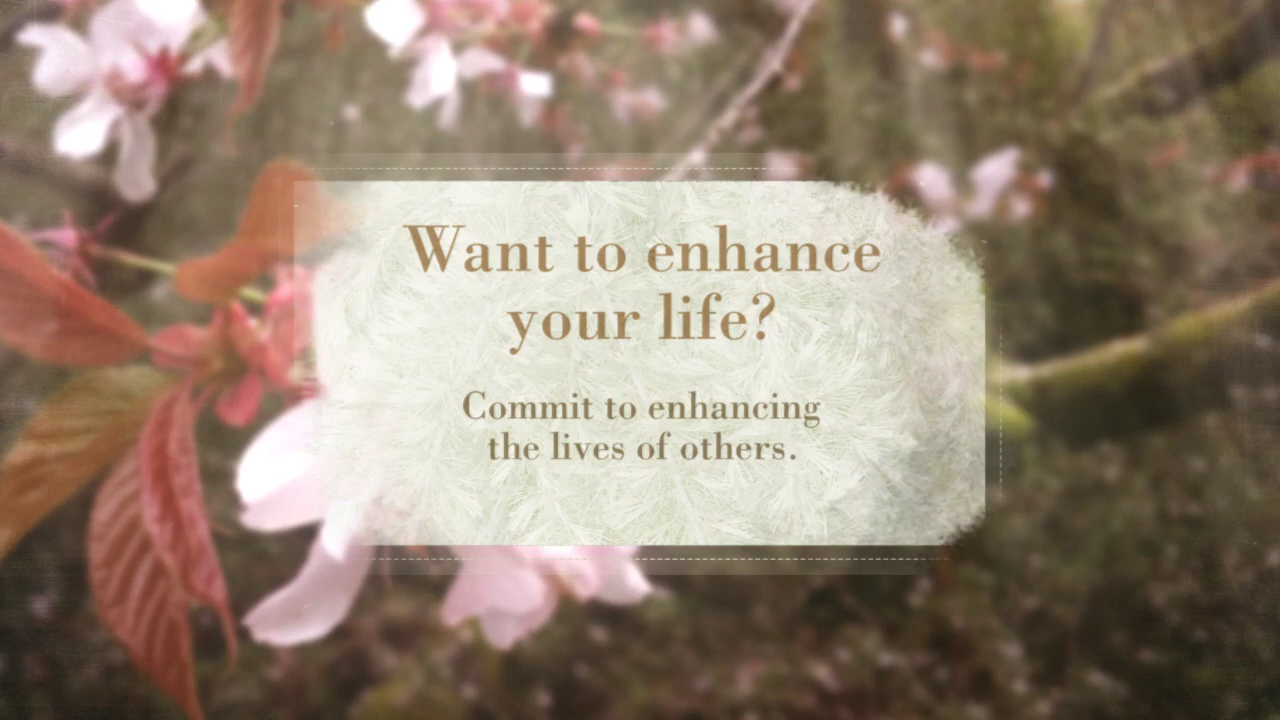 Want to enhance
your life?
Commit to enhancing
the lives of others.